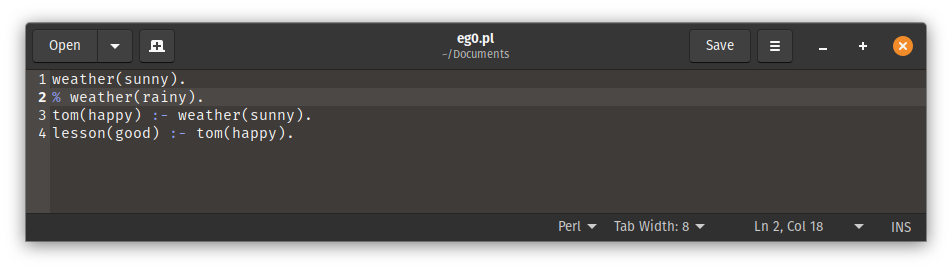 Open
eg0.pl
~/Documents
Save
1 weather(sunny).
2 % weather(rainy).
3 tom(happy) :- weather(sunny).
4 lesson(good) :- tom(happy).
Perl Tab Width: 8 Ln 2, Col 18 INS